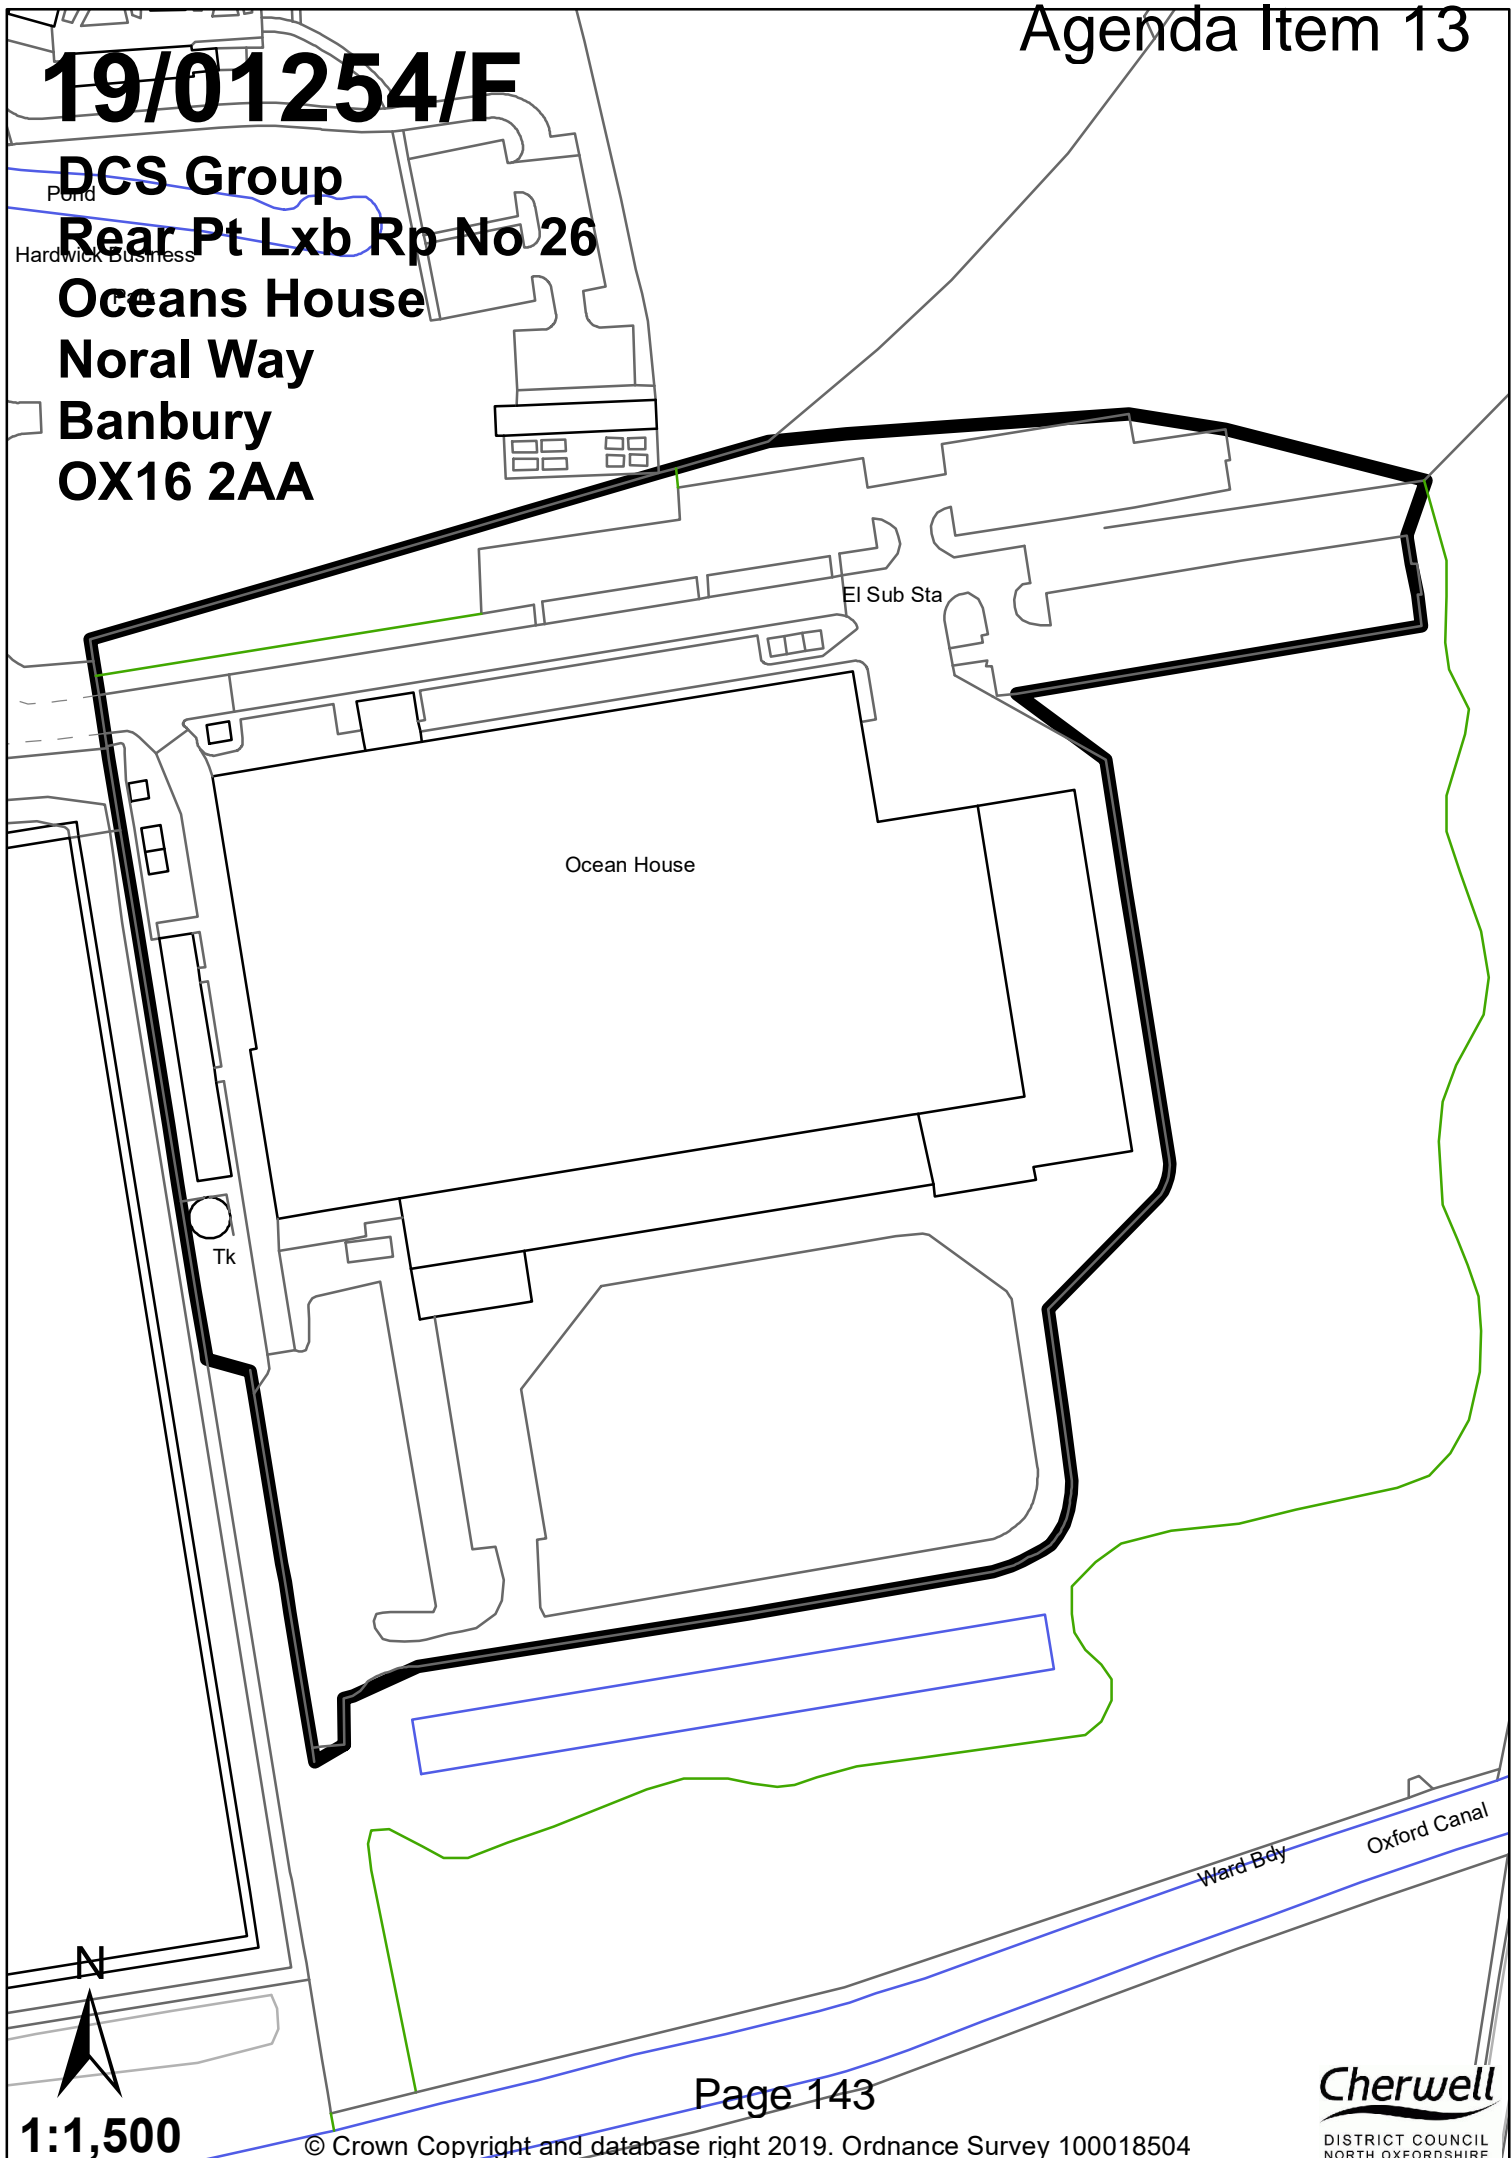 Agenda Item 13
19/01254/F
DCS Group
Rear Pt Lxb Rp No 26
Oceans House
Noral Way
Banbury
OX16 2AA
Pond
Hardwick Business
Park
El Sub Sta
Ocean House
Tk
Ward Bdy
Oxford Canal
N
1:1,500
Page 143
© Crown Copyright and database right 2019. Ordnance Survey 100018504
Cherwell
DISTRICT COUNCIL
NORTH OXFORDSHIRE